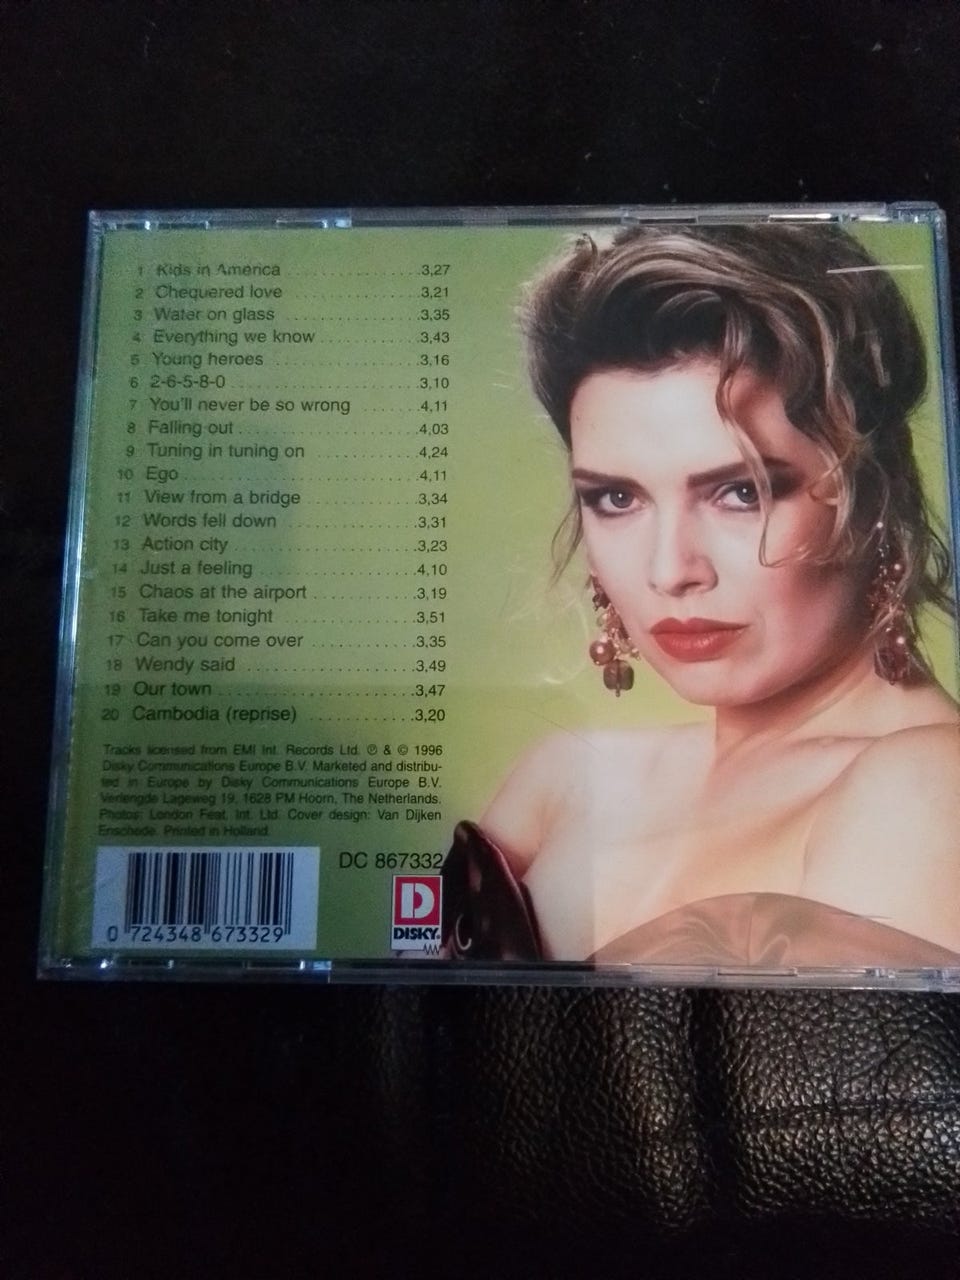 1 Kids in America ................ 3,27
2 Chequered love ................ 3,21
3 Water on glass ................ 3,35
4 Everything we know ............ 3,43
5 Young heroes .................. 3,16
6 2-6-5-8-0 ..................... 3,10
7 You'll never be so wrong ....... 4,11
8 Falling out ................... 4,03
9 Tuning in tuning on ........... 4,24
10 Ego .......................... 4,11
11 View from a bridge ........... 3,34
12 Words fell down .............. 3,31
13 Action city .................. 3,23
14 Just a feeling ............... 4,10
15 Chaos at the airport ......... 3,19
16 Take me tonight .............. 3,51
17 Can you come over ............ 3,35
18 Wendy said ................... 3,49
19 Our town ..................... 3,47
20 Cambodia (reprise) ........... 3,20
Tracks licensed from EMI Int. Records Ltd. ℗ & © 1996
Disky Communications Europe B.V. Marketed and distribu-
ted in Europe by Disky Communications Europe B.V.
Verlengde Lageweg 19, 1628 PM Hoorn, The Netherlands.
Photos: London Feat. Int. Ltd. Cover design: Van Dijken
Enschede. Printed in Holland.
DC 867332
D
DISKY.
0 724348 673329